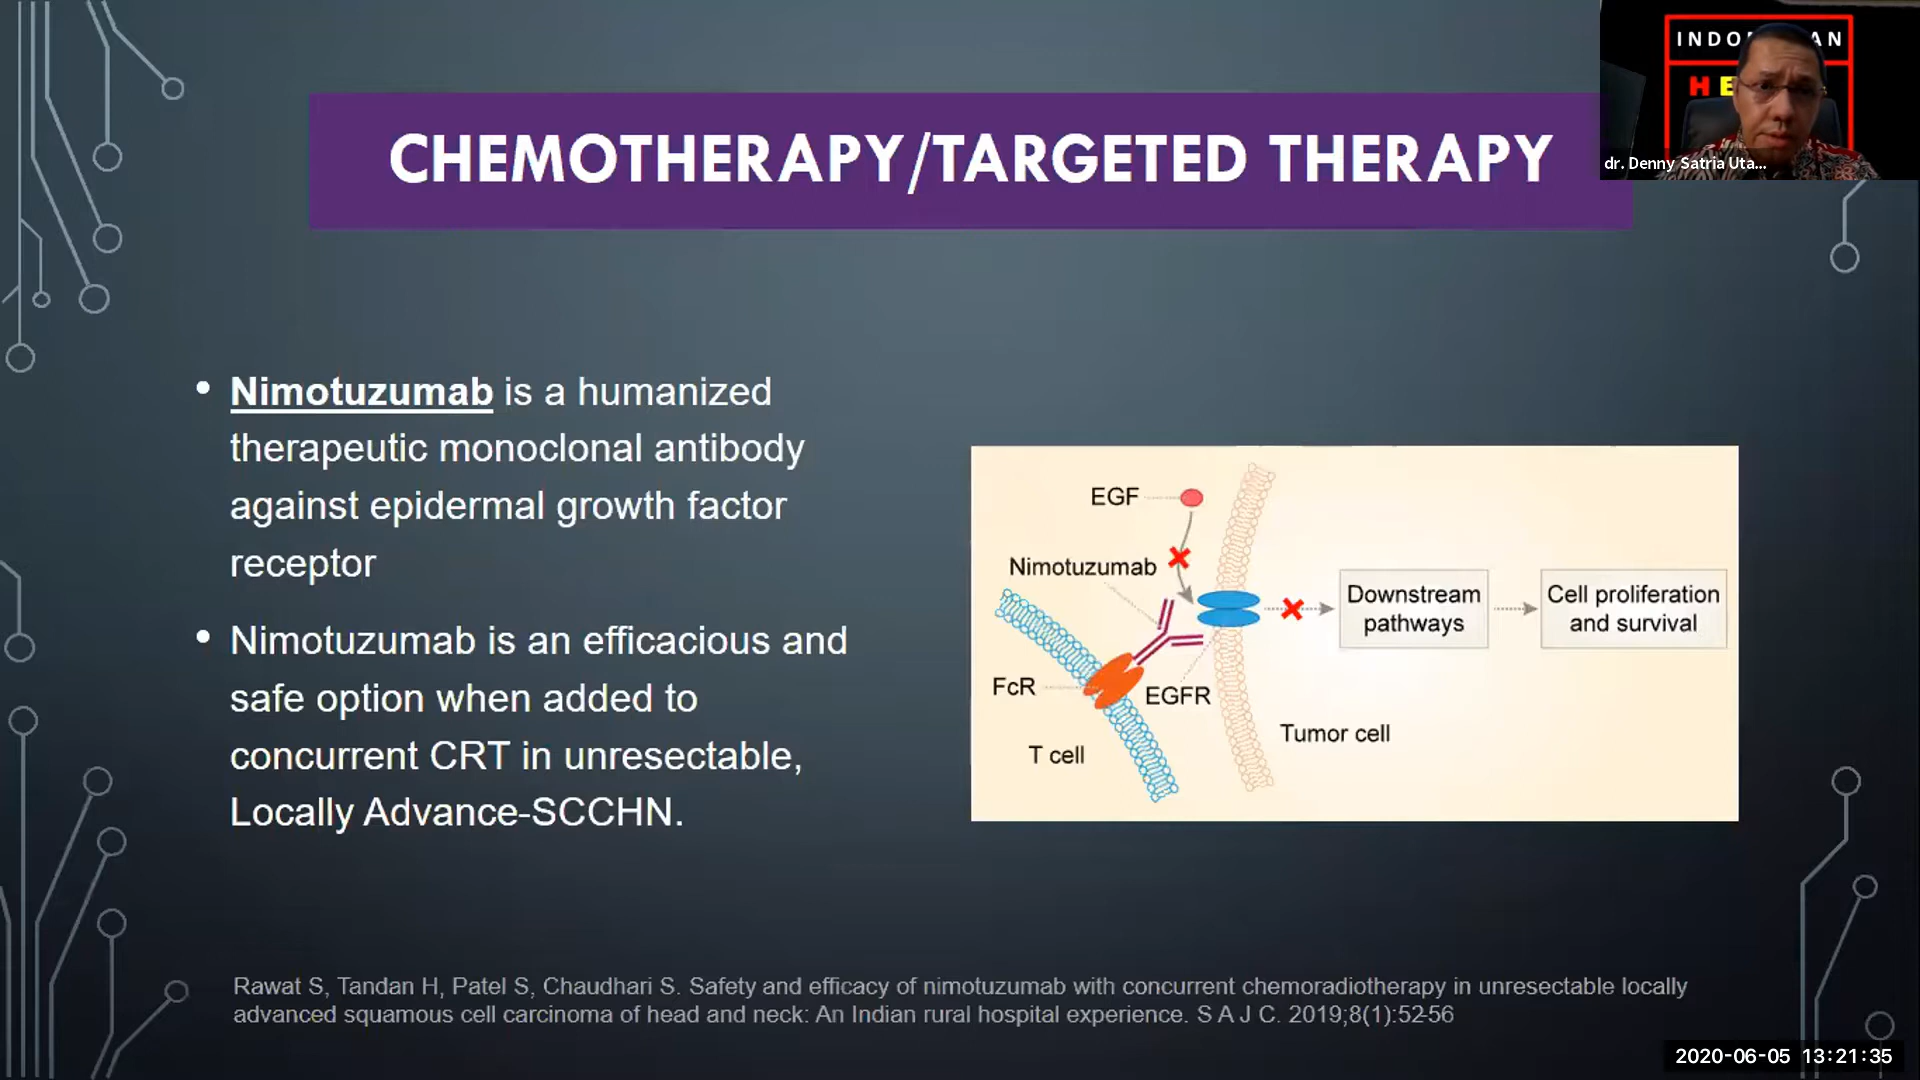 INDO AN
HE
dr. Denny Satria Uta...
CHEMOTHERAPY/TARGETED THERAPY
• Nimotuzumab is a humanized
therapeutic monoclonal antibody
against epidermal growth factor
receptor
• Nimotuzumab is an efficacious and
safe option when added to
concurrent CRT in unresectable,
Locally Advance-SCCHN.
EGF
Nimotuzumab
FcR
EGFR
T cell
Tumor cell
Downstream
pathways
Cell proliferation
and survival
Rawat S, Tandan H, Patel S, Chaudhari S. Safety and efficacy of nimotuzumab with concurrent chemoradiotherapy in unresectable locally
advanced squamous cell carcinoma of head and neck: An Indian rural hospital experience. S A J C. 2019;8(1):52-56
2020-06-05 13:21:35